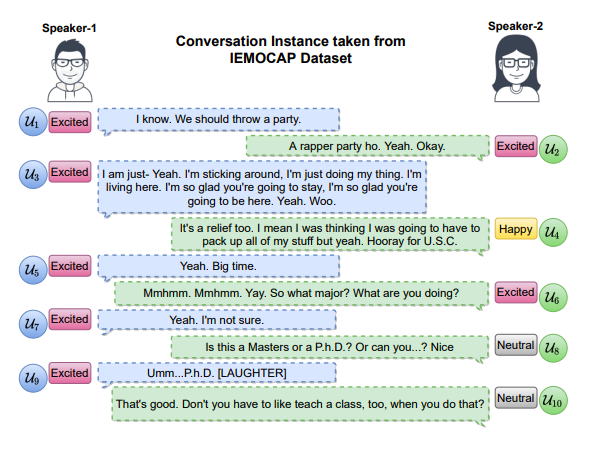 Speaker-1
Conversation Instance taken from
IEMOCAP Dataset
Speaker-2
U1 Excited I know. We should throw a party.
A rapper party ho. Yeah. Okay. Excited U2
U3 Excited I am just- Yeah. I'm sticking around, I'm just doing my thing. I'm
living here. I'm so glad you're going to stay, I'm so glad you're
going to be here. Yeah. Woo.
It's a relief too. I mean I was thinking I was going to have to
pack up all of my stuff but yeah. Hooray for U.S.C.
Happy U4
U5 Excited Yeah. Big time.
Mmhmm. Mmhmm. Yay. So what major? What are you doing? Excited U6
U7 Excited Yeah. I'm not sure.
Is this a Masters or a P.h.D.? Or can you...? Nice Neutral U8
U9 Excited Umm...P.h.D. [LAUGHTER]
That's good. Don't you have to like teach a class, too, when you do that? Neutral U10